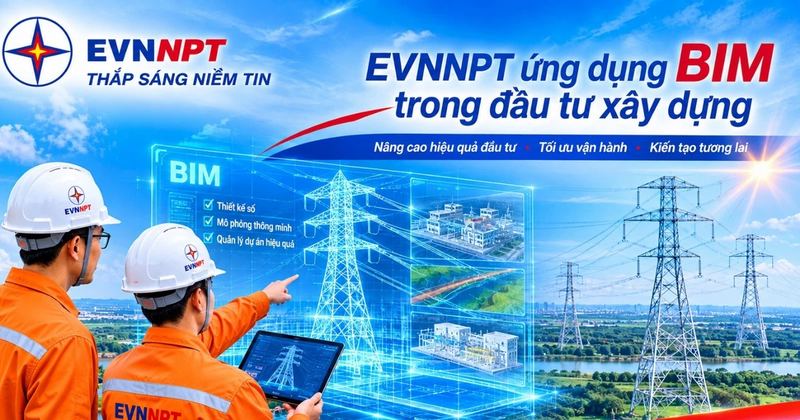 EVNNPT
THẮP SÁNG NIỀM TIN
EVNNPT ứng dụng BIM
trong đầu tư xây dựng
Nâng cao hiệu quả đầu tư • Tối ưu vận hành • Kiến tạo tương lai
BIM
Thiết kế số
Mô phỏng thông minh
Quản lý dự án hiệu quả
EVNNPT
EVNNPT
EVNNPT